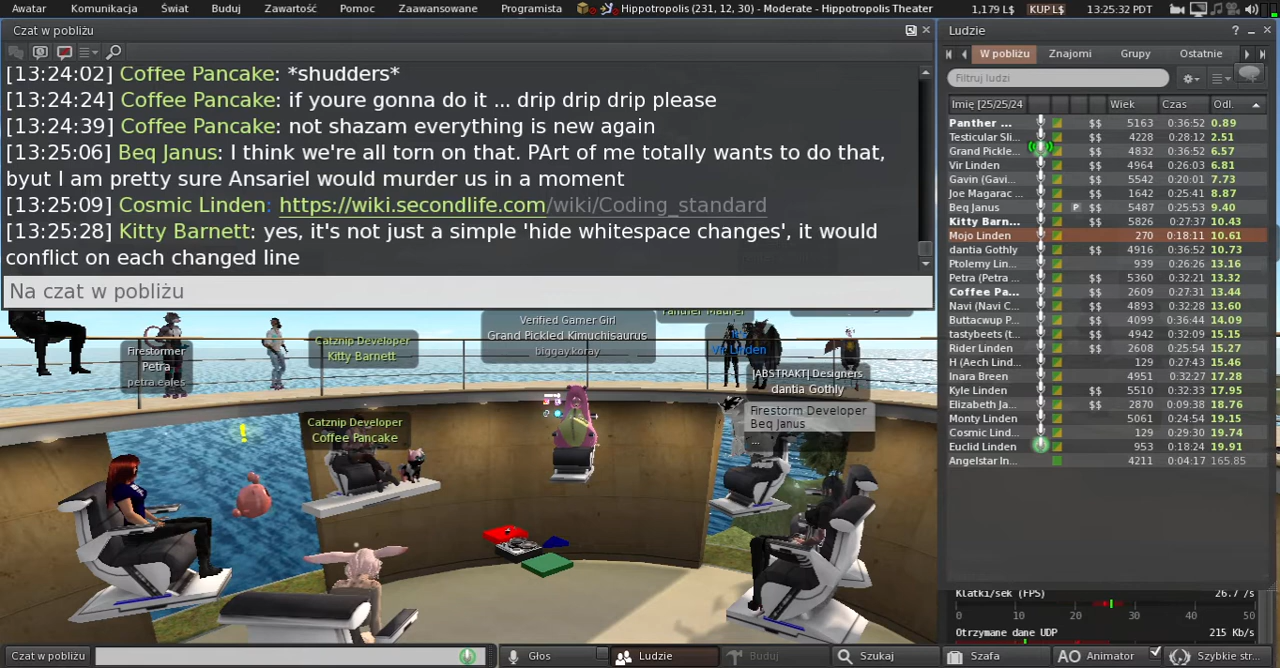 Awatar Komunikacja Świat Buduj Zawartość Pomoc Zaawansowane Programista Hippotropolis (231, 12, 30) - Moderate - Hippotropolis Theater 1,179 L$ KUP L$ 13:25:32 PDT
Czat w pobliżu
[13:24:02] Coffee Pancake: *shudders*
[13:24:24] Coffee Pancake: if youre gonna do it ... drip drip drip please
[13:24:39] Coffee Pancake: not shazam everything is new again
[13:25:06] Beq Janus: I think we're all torn on that. PArt of me totally wants to do that,
byut I am pretty sure Ansariel would murder us in a moment
[13:25:09] Cosmic Linden: https://wiki.secondlife.com/wiki/Coding_standard
[13:25:28] Kitty Barnett: yes, it's not just a simple 'hide whitespace changes', it would
conflict on each changed line
Na czat w pobliżu
Verified Gamer Girl
Grand Pickled Kimuchisaurus
biggay.koray
Panther Maurer
Vir Linden
Catznip Developer
Kitty Barnett
Firestormer
Petra
petra.eales
|ABSTRAKT| Designers
dantia Gothly
Firestorm Developer
Beq Janus
...
Catznip Developer
Coffee Pancake
Ludzie
W pobliżu Znajomi Grupy Ostatnie
Filtruj ludzi
Imię [25/25/24 Wiek Czas Odl.
Panther ... $$ 5163 0:36:52 0.89
Testicular Sli... $$ 4228 0:28:12 2.51
Grand Pickle... $$ 4832 0:36:52 6.57
Vir Linden $$ 4964 0:26:03 6.81
Gavin (Gavi... $$ 5542 0:20:01 7.73
Joe Magarac ... $$ 1642 0:25:41 8.87
Beq Janus P $$ 5487 0:25:53 9.40
Kitty Barn... $$ 5826 0:27:37 10.43
Mojo Linden 270 0:18:11 10.61
dantia Gothly $$ 4916 0:36:52 10.73
Ptolemy Lin... 939 0:26:26 13.16
Petra (Petra ... $$ 5360 0:32:21 13.32
Coffee Pa... $$ 2609 0:27:31 13.44
Navi (Navi C... $$ 4893 0:32:28 13.60
Buttacwup P... $$ 4099 0:36:44 14.09
tastybeets (t... $$ 4942 0:32:09 15.15
Rider Linden $$ 2608 0:25:54 15.27
H (Aech Lind... 129 0:27:43 15.46
Inara Breen 4951 0:32:27 17.28
Kyle Linden $$ 5510 0:32:33 17.95
Elizabeth Ja... $$ 2870 0:09:38 18.76
Monty Linden 5061 0:24:54 19.15
Cosmic Lind... 129 0:29:30 19.74
Euclid Linden 953 0:18:24 19.91
Angelstar In... 4211 0:04:17 165.85
Klatki/sek (FPS) 26.7 /s
0 10 20 30 40 50
Otrzymane dane UDP 215 Kb/s
Czat w pobliżu Głos Ludzie Buduj Szukaj Szafa AO Animator Szybkie str...